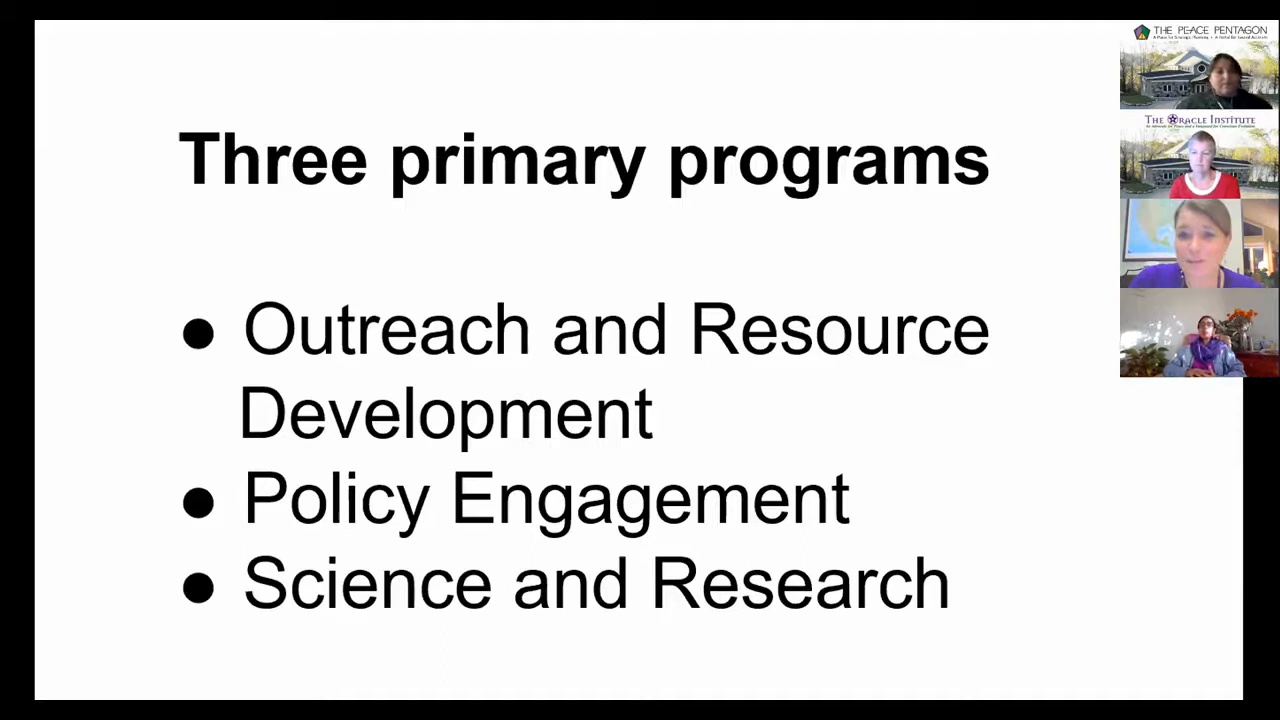 Three primary programs
● Outreach and Resource
Development
● Policy Engagement
● Science and Research
THE PEACE PENTAGON
THE ORACLE INSTITUTE